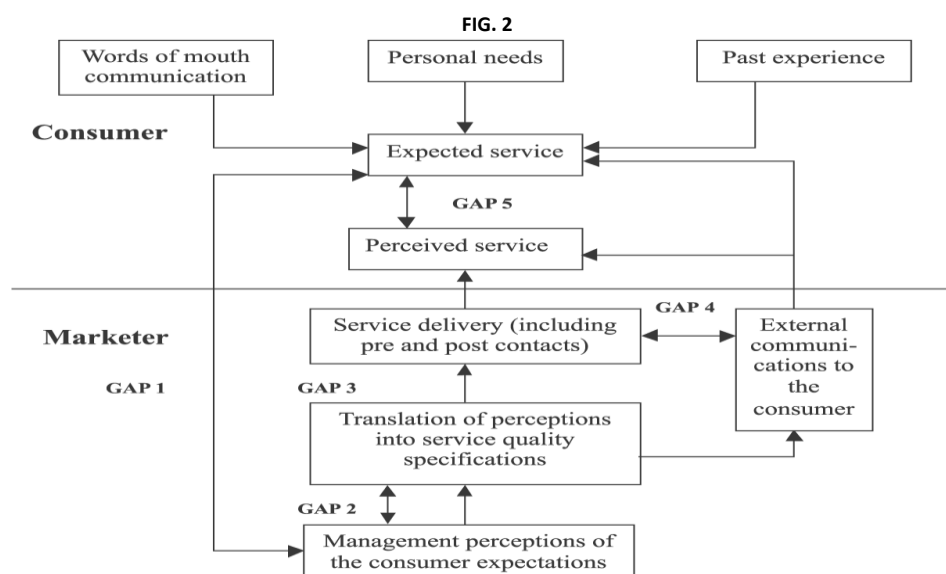 FIG. 2
Words of mouth
communication
Personal needs
Past experience
Consumer
Expected service
GAP 5
Perceived service
GAP 4
Marketer
Service delivery (including
pre and post contacts)
External
communi-
cations to
the
consumer
GAP 1
GAP 3
Translation of perceptions
into service quality
specifications
GAP 2
Management perceptions of
the consumer expectations